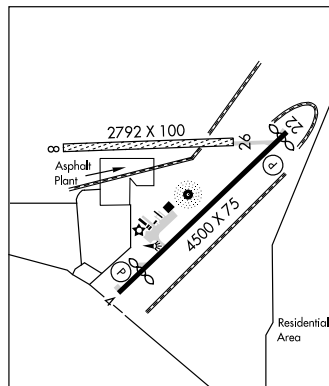 2792 X 100
8
26
22
Asphalt
Plant
P
4500 X 75
P
4
Residential
Area